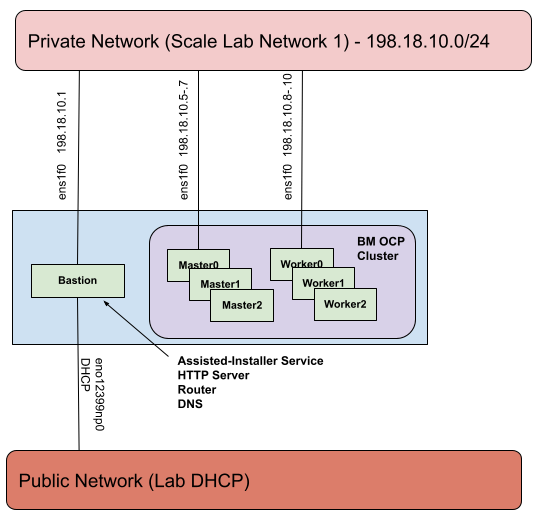 Private Network (Scale Lab Network 1) - 198.18.10.0/24
ens1f0 198.18.10.1
ens1f0 198.18.10.5-.7
ens1f0 198.18.10.8-.10
BM OCP
Cluster
Master0
Master1
Master2
Worker0
Worker1
Worker2
Bastion
Assisted-Installer Service
HTTP Server
Router
DNS
eno12399np0
DHCP
Public Network (Lab DHCP)